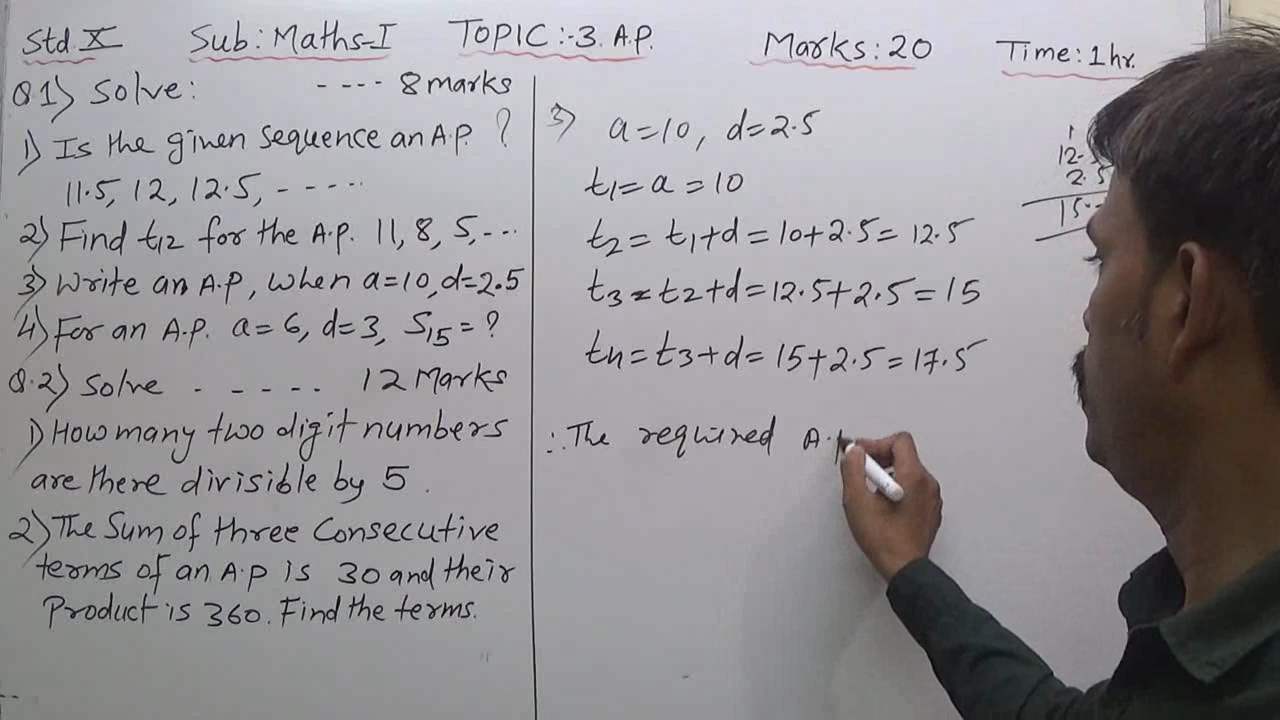 Std X Sub: Maths-I TOPIC:-3. A.P. Marks: 20 Time: 1 hr.
Q 1) Solve: ---- 8 marks
1) Is the given sequence an A.P. ?
11.5, 12, 12.5, -----
2) Find t12 for the A.P. 11, 8, 5, ---
3) Write an A.P, when a=10, d=2.5
4) For an A.P. a=6, d=3, S15=?
Q.2) Solve ----- 12 Marks
1) How many two digit numbers
are there divisible by 5.
2) The Sum of three Consecutive
terms of an A.P is 30 and their
Product is 360. Find the terms.
3) a=10, d=2.5
t1=a=10
t2=t1+d=10+2.5=12.5
t3=t2+d=12.5+2.5=15
t4=t3+d=15+2.5=17.5
∴ The required A.P
1
2.5